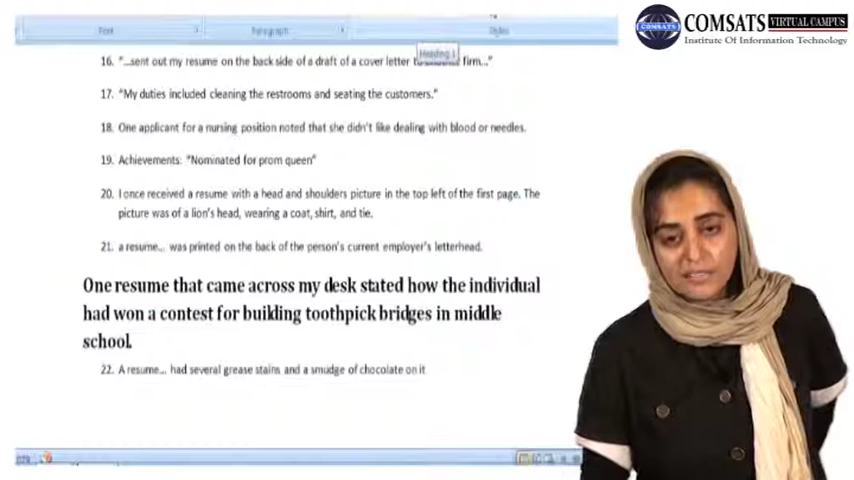 COMSATS VIRTUAL CAMPUS
Institute Of Information Technology
COMSATS
Font Paragraph Styles
Heading 1
16. "...sent out my resume on the back side of a draft of a cover letter to firm..."
17. "My duties included cleaning the restrooms and seating the customers."
18. One applicant for a nursing position noted that she didn't like dealing with blood or needles.
19. Achievements: "Nominated for prom queen"
20. I once received a resume with a head and shoulders picture in the top left of the first page. The
picture was of a lion's head, wearing a coat, shirt, and tie.
21. a resume... was printed on the back of the person's current employer's letterhead.
One resume that came across my desk stated how the individual
had won a contest for building toothpick bridges in middle
school.
22. A resume... had several grease stains and a smudge of chocolate on it